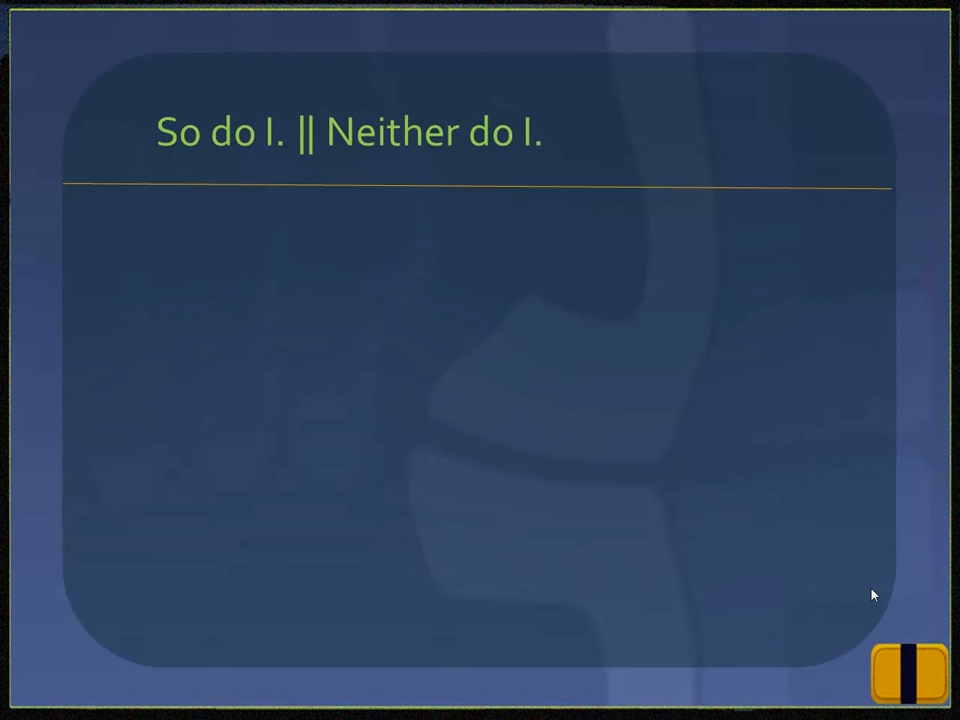 So do I. || Neither do I.